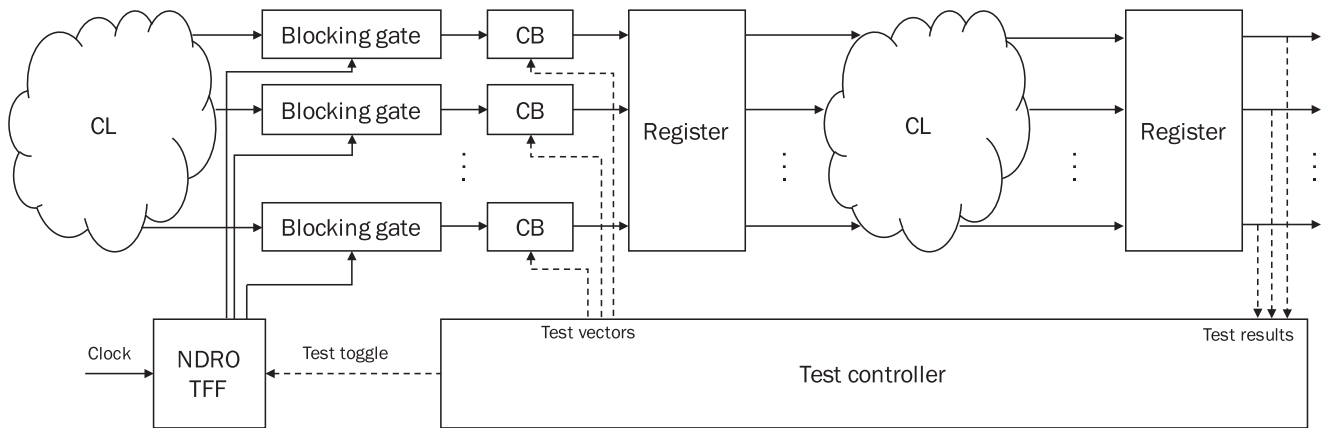 Blocking gate
CB
Blocking gate
CB
CL
Register
CL
Register
Blocking gate
CB
Test vectors
Test results
Clock
NDRO
TFF
Test toggle
Test controller